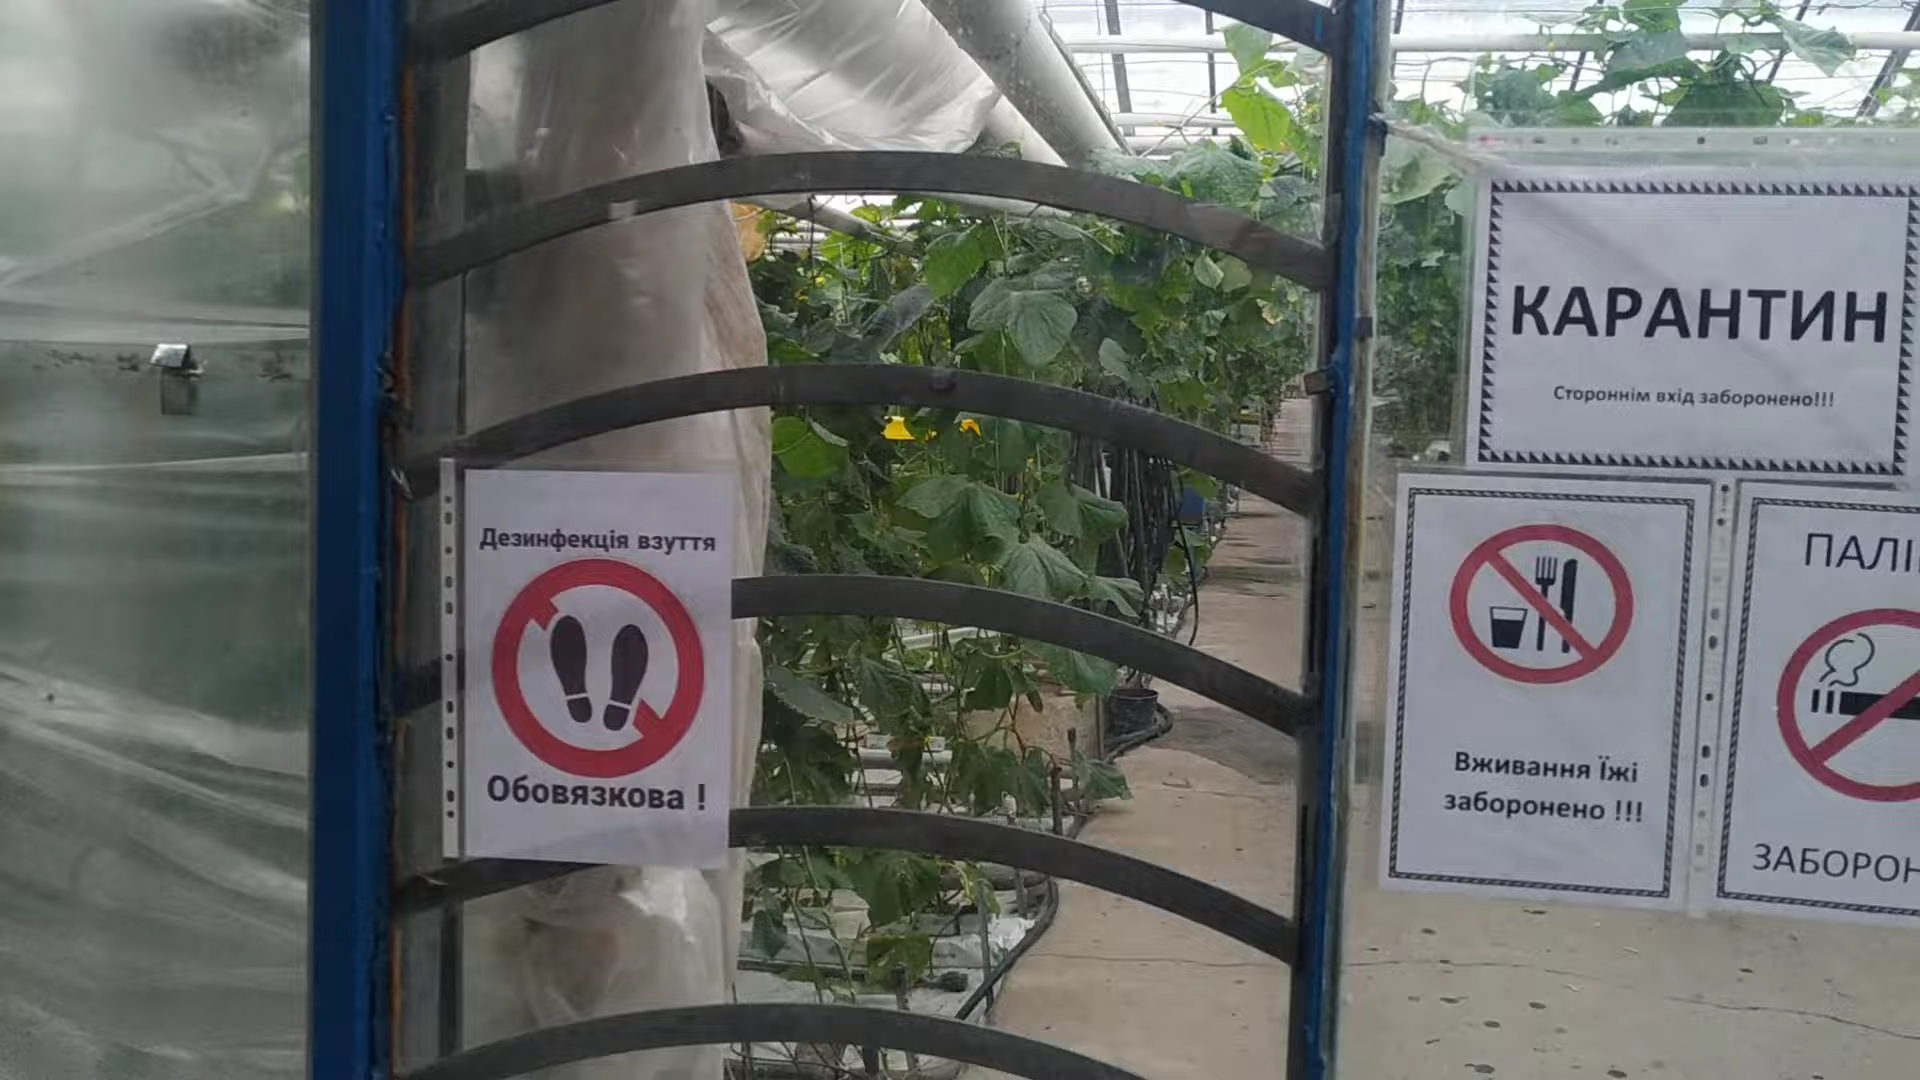 Дезинфекція взуття
Обовязкова !
КАРАНТИН
Стороннім вхід заборонено!!!
Вживання Їжі
заборонено !!!